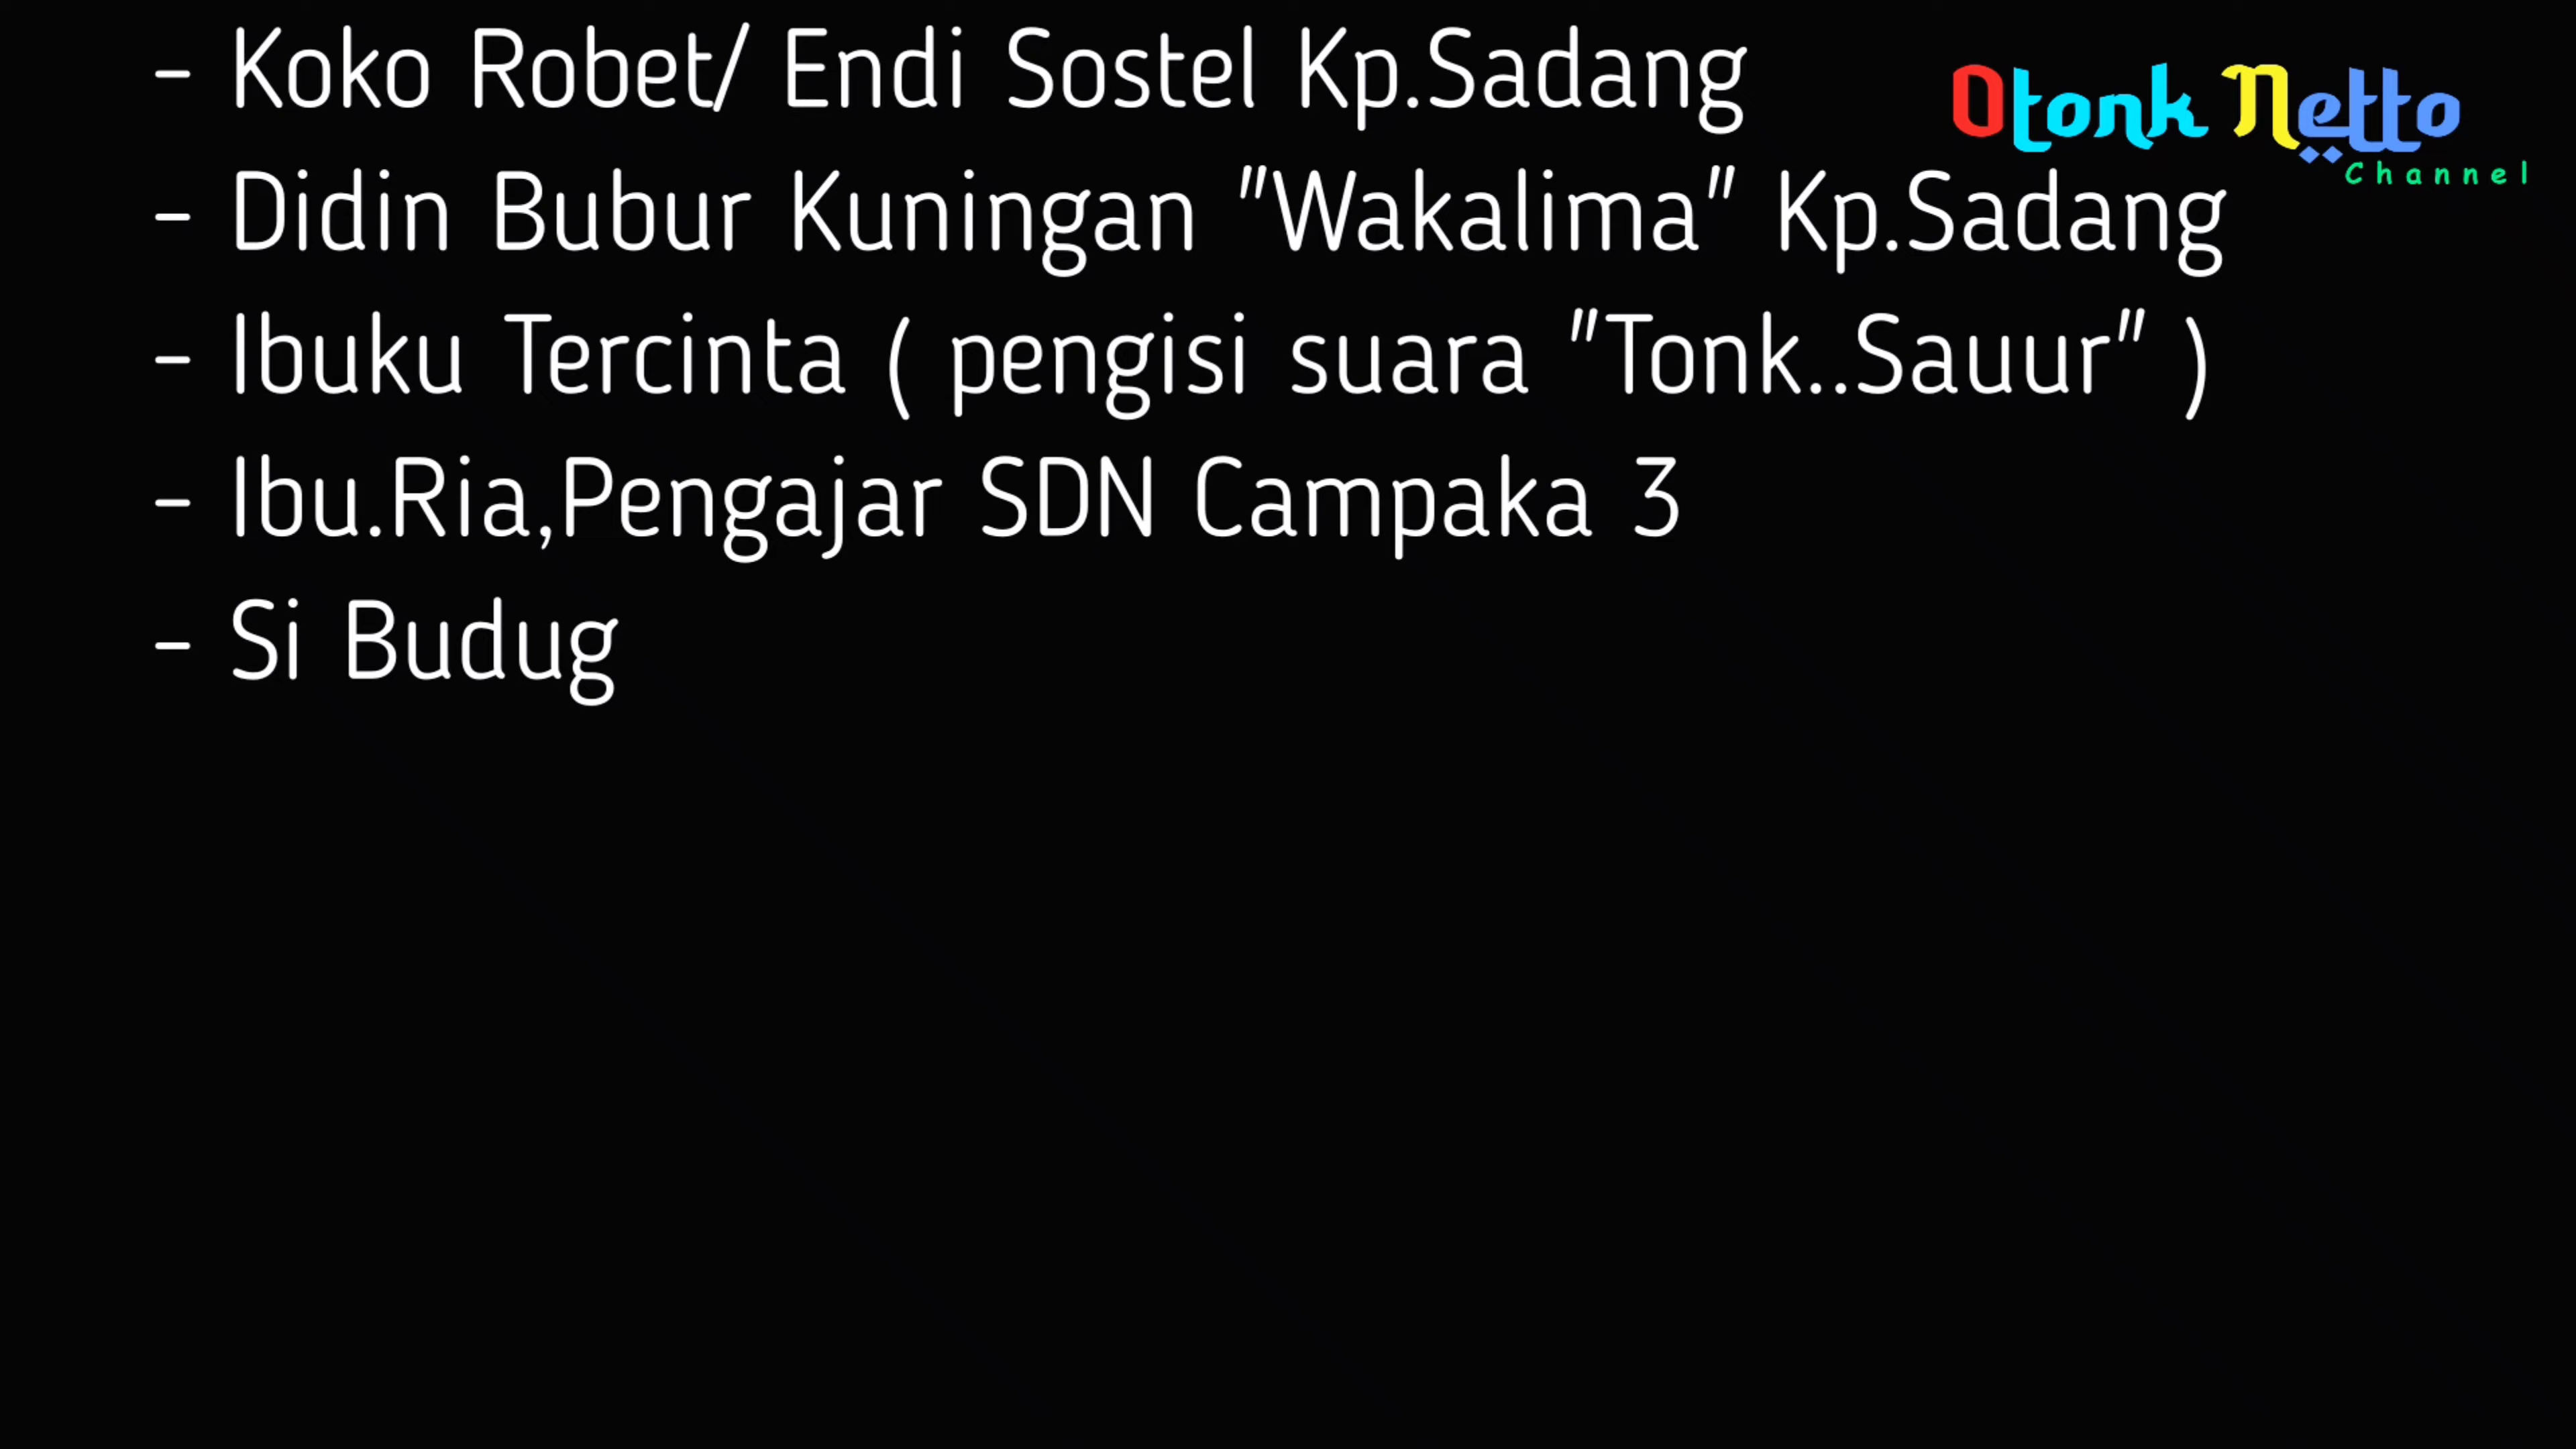 - Koko Robet/ Endi Sostel Kp.Sadang
Otonk Netto
Channel
- Didin Bubur Kuningan "Wakalima" Kp.Sadang
- Ibuku Tercinta ( pengisi suara "Tonk..Sauur" )
- Ibu.Ria,Pengajar SDN Campaka 3
- Si Budug